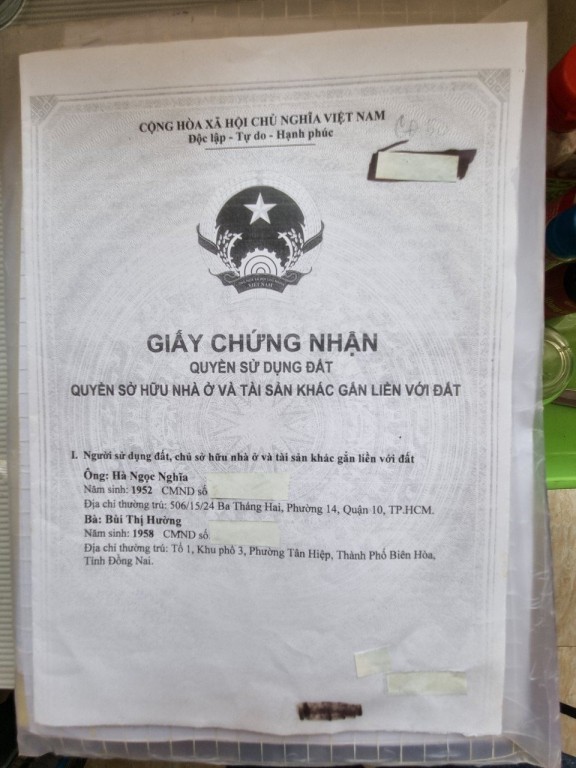 CỘNG HÒA XÃ HỘI CHỦ NGHĨA VIỆT NAM
Độc lập - Tự do - Hạnh phúc
VIỆT NAM
GIẤY CHỨNG NHẬN
QUYỀN SỬ DỤNG ĐẤT
QUYỀN SỞ HỮU NHÀ Ở VÀ TÀI SẢN KHÁC GẮN LIỀN VỚI ĐẤT
I. Người sử dụng đất, chủ sở hữu nhà ở và tài sản khác gắn liền với đất
Ông: Hà Ngọc Nghĩa
Năm sinh: 1952 CMND số
Địa chỉ thường trú: 506/15/24 Ba Tháng Hai, Phường 14, Quận 10, TP.HCM.
Bà: Bùi Thị Hường
Năm sinh: 1958 CMND số
Địa chỉ thường trú: Tổ 1, Khu phố 3, Phường Tân Hiệp, Thành Phố Biên Hòa,
Tỉnh Đồng Nai.